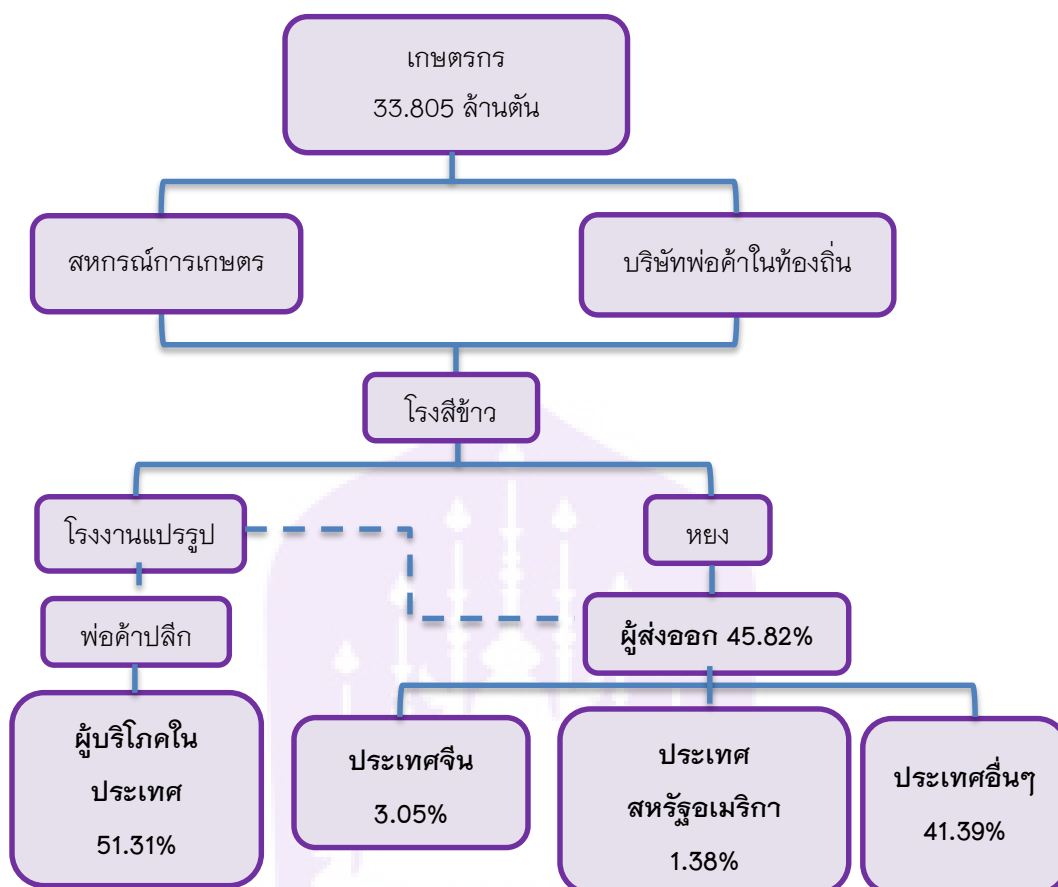 เกษตรกร
33.805 ล้านตัน
สหกรณ์การเกษตร
บริษัทพ่อค้าในท้องถิ่น
โรงสีข้าว
โรงงานแปรรูป
หยง
พ่อค้าปลีก
ผู้ส่งออก 45.82%
ผู้บริโภคใน
ประเทศ
51.31%
ประเทศจีน
3.05%
ประเทศ
สหรัฐอเมริกา
1.38%
ประเทศอื่นๆ
41.39%